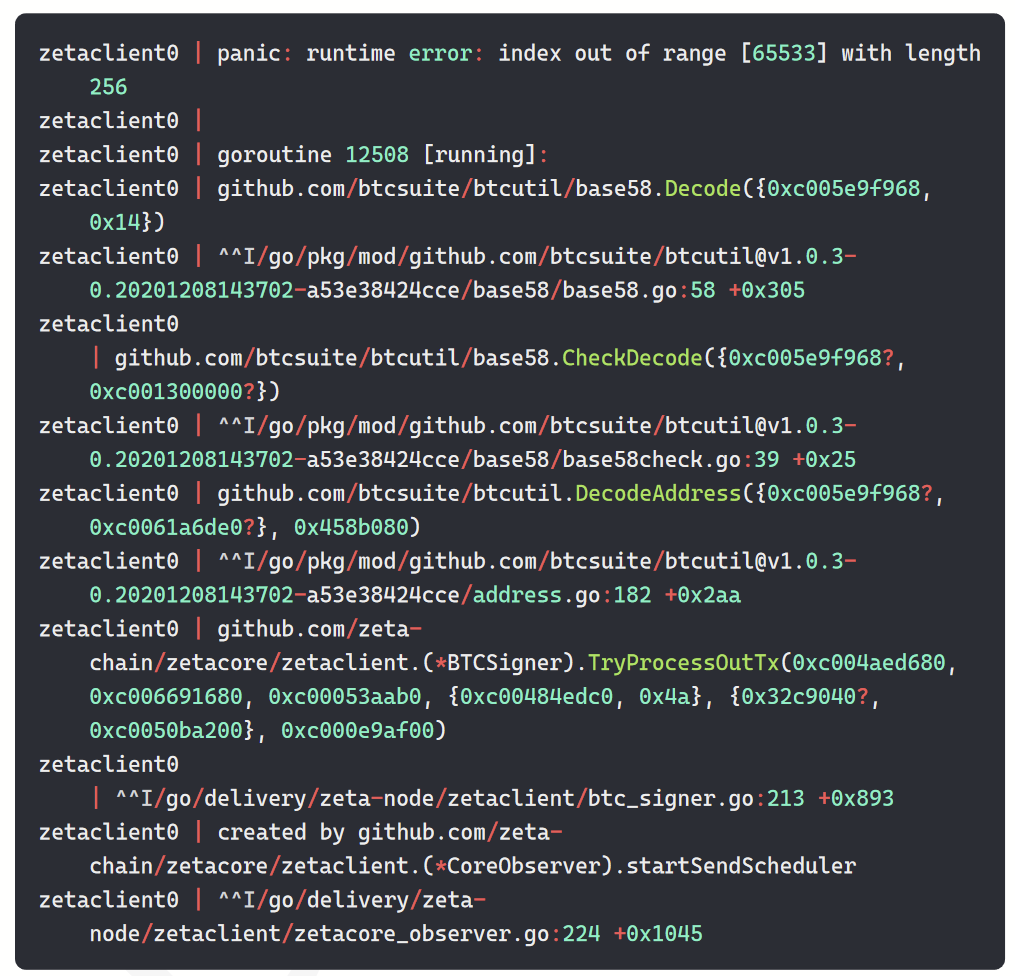 zetaclient0 | panic: runtime error: index out of range [65533] with length
256
zetaclient0 |
zetaclient0 | goroutine 12508 [running]:
zetaclient0 | github.com/btcsuite/btcutil/base58.Decode({0xc005e9f968,
0x14})
zetaclient0 | ^^I/go/pkg/mod/github.com/btcsuite/btcutil@v1.0.3-
0.20201208143702-a53e38424cce/base58/base58.go:58 +0x305
zetaclient0
| github.com/btcsuite/btcutil/base58.CheckDecode({0xc005e9f968?,
0xc001300000?})
zetaclient0 | ^^I/go/pkg/mod/github.com/btcsuite/btcutil@v1.0.3-
0.20201208143702-a53e38424cce/base58/base58check.go:39 +0x25
zetaclient0 | github.com/btcsuite/btcutil.DecodeAddress({0xc005e9f968?,
0xc0061a6de0?}, 0x458b080)
zetaclient0 | ^^I/go/pkg/mod/github.com/btcsuite/btcutil@v1.0.3-
0.20201208143702-a53e38424cce/address.go:182 +0x2aa
zetaclient0 | github.com/zeta-
chain/zetacore/zetaclient.(*BTCSigner).TryProcessOutTx(0xc004aed680,
0xc006691680, 0xc00053aab0, {0xc00484edc0, 0x4a}, {0x32c9040?,
0xc0050ba200}, 0xc000e9af00)
zetaclient0
| ^^I/go/delivery/zeta-node/zetaclient/btc_signer.go:213 +0x893
zetaclient0 | created by github.com/zeta-
chain/zetacore/zetaclient.(*CoreObserver).startSendScheduler
zetaclient0 | ^^I/go/delivery/zeta-
node/zetaclient/zetacore_observer.go:224 +0x1045